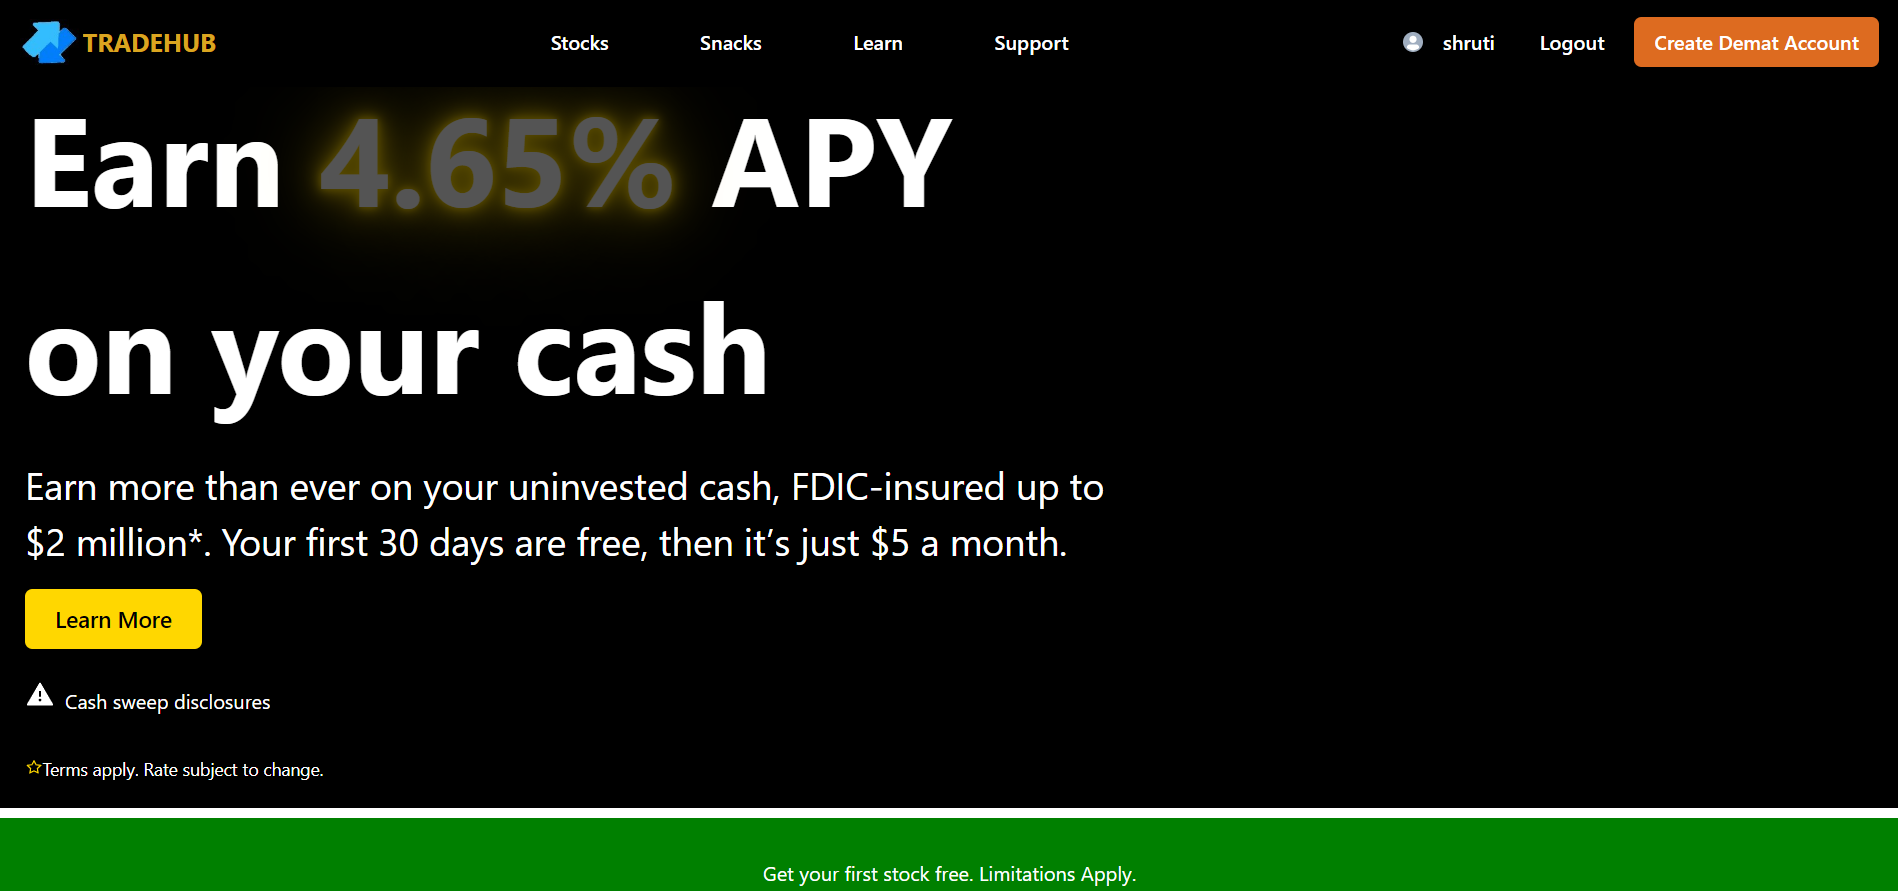 TRADEHUB
Stocks
Snacks
Learn
Support
shruti
Logout
Create Demat Account
Earn 4.65% APY
on your cash
Earn more than ever on your uninvested cash, FDIC-insured up to
$2 million*. Your first 30 days are free, then it’s just $5 a month.
Learn More
Cash sweep disclosures
Terms apply. Rate subject to change.
Get your first stock free. Limitations Apply.